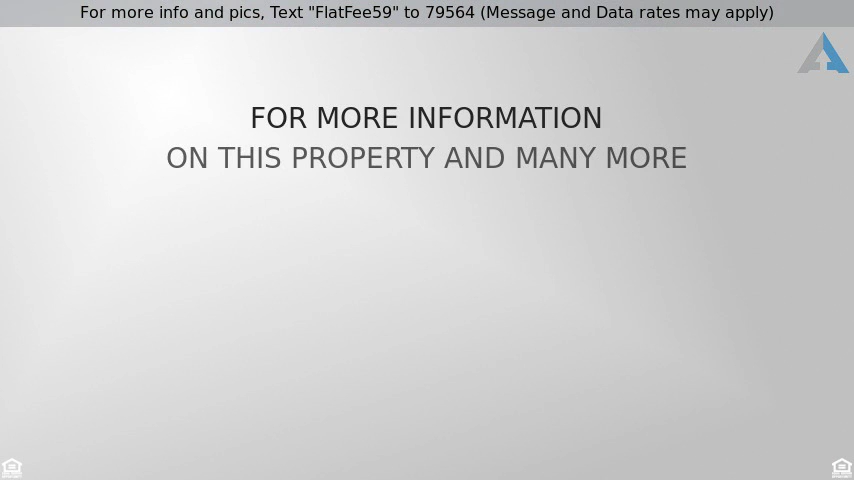 For more info and pics, Text "FlatFee59" to 79564 (Message and Data rates may apply)
FOR MORE INFORMATION
ON THIS PROPERTY AND MANY MORE